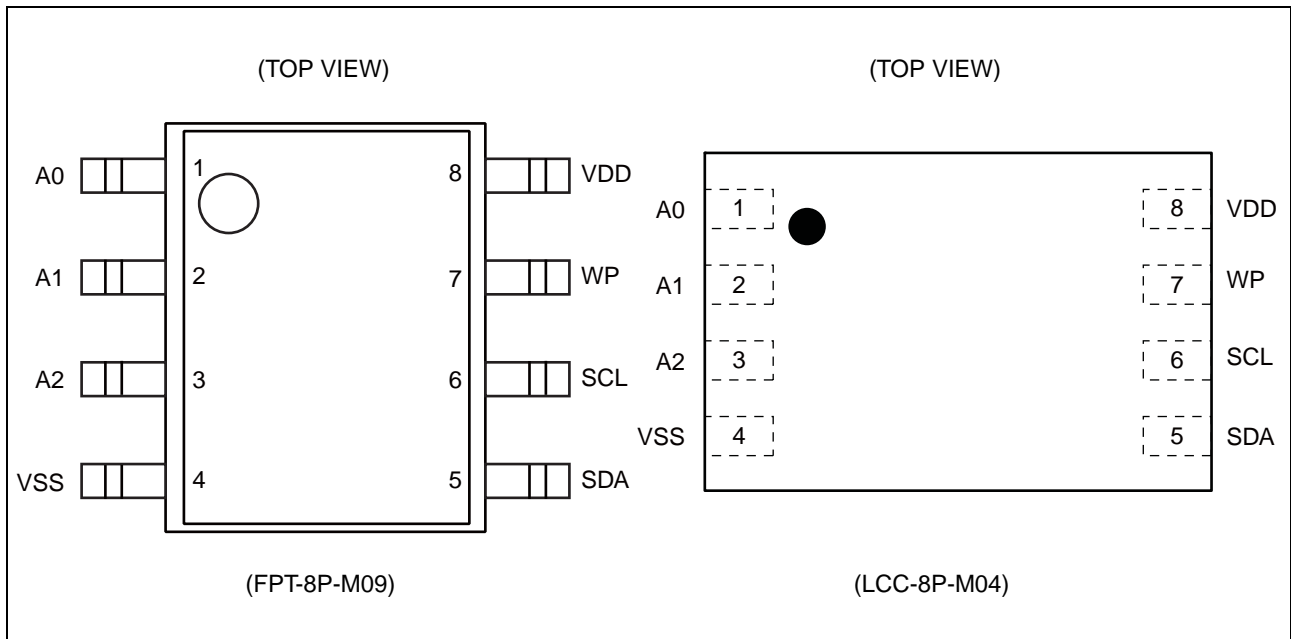 (TOP VIEW)
A0 1 8 VDD
A1 2 7 WP
A2 3 6 SCL
VSS 4 5 SDA
(FPT-8P-M09)
(TOP VIEW)
A0 1 8 VDD
A1 2 7 WP
A2 3 6 SCL
VSS 4 5 SDA
(LCC-8P-M04)